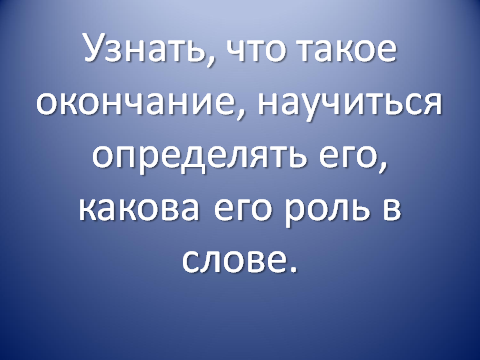 Узнать, что такое
окончание, научиться
определять его,
какова его роль в
слове.